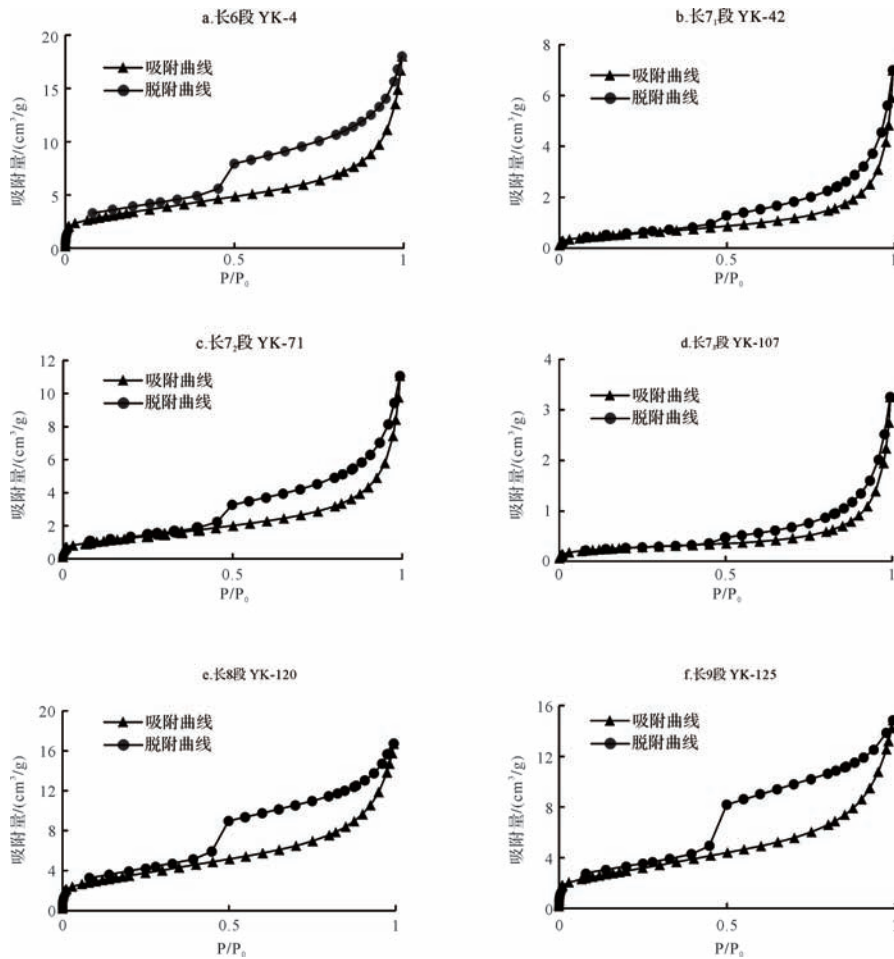 a.长6段 YK-4
20
15
10
5
0
吸附量/(cm³/g)
吸附曲线
脱附曲线
0 0.5 1
P/P₀
b.长7₁段 YK-42
8
6
4
2
0
吸附量/(cm³/g)
吸附曲线
脱附曲线
0 0.5 1
P/P₀
c.长7₂段 YK-71
12
10
8
6
4
2
0
吸附量/(cm³/g)
吸附曲线
脱附曲线
0 0.5 1
P/P₀
d.长7₃段 YK-107
4
3
2
1
0
吸附量/(cm³/g)
吸附曲线
脱附曲线
0 0.5 1
P/P₀
e.长8段 YK-120
20
16
12
8
4
0
吸附量/(cm³/g)
吸附曲线
脱附曲线
0 0.5 1
P/P₀
f.长9段 YK-125
16
12
8
4
0
吸附量/(cm³/g)
吸附曲线
脱附曲线
0 0.5 1
P/P₀